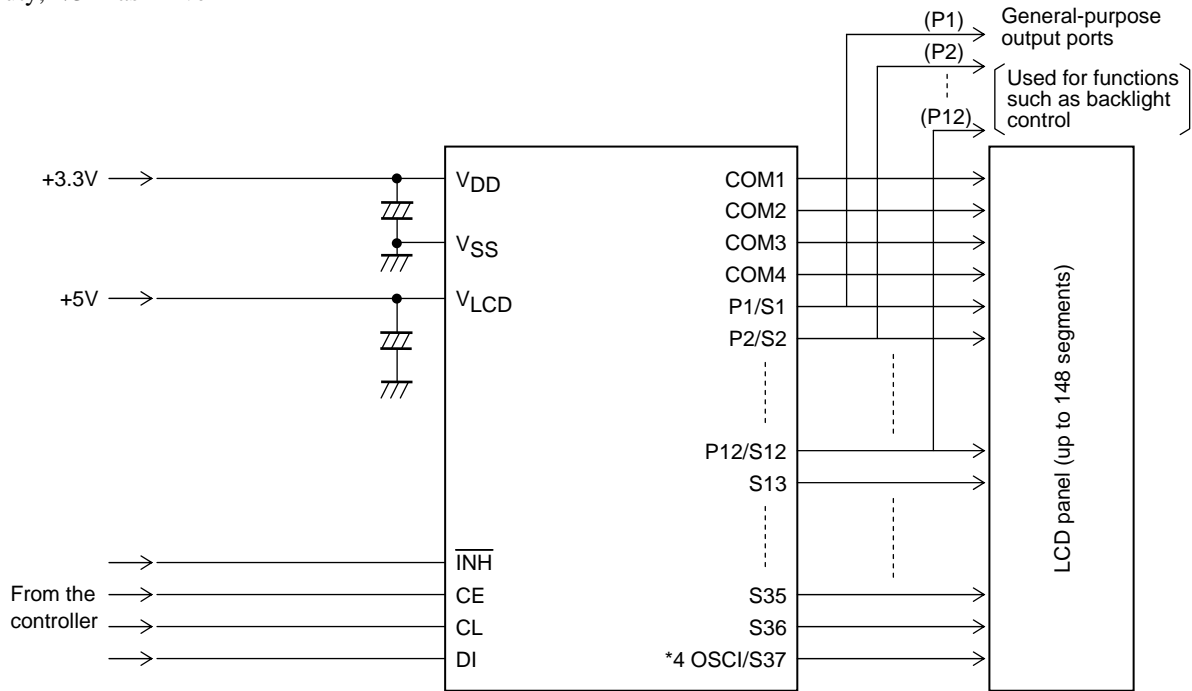 (P1)
General-purpose
output ports
(P2)
Used for functions
such as backlight
control
(P12)
+3.3V
VDD
COM1
COM2
VSS
COM3
COM4
+5V
VLCD
P1/S1
P2/S2
LCD panel (up to 148 segments)
P12/S12
S13
INH
From the
controller
CE
S35
CL
S36
DI
*4 OSCI/S37